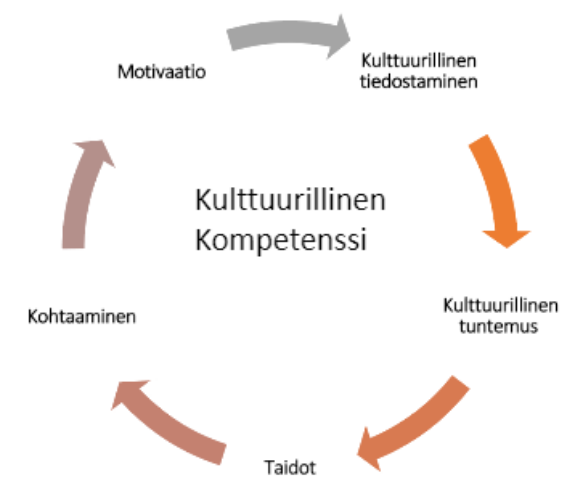 Motivaatio
Kulttuurillinen
tiedostaminen
Kulttuurillinen
Kompetenssi
Kulttuurillinen
tuntemus
Kohtaaminen
Taidot